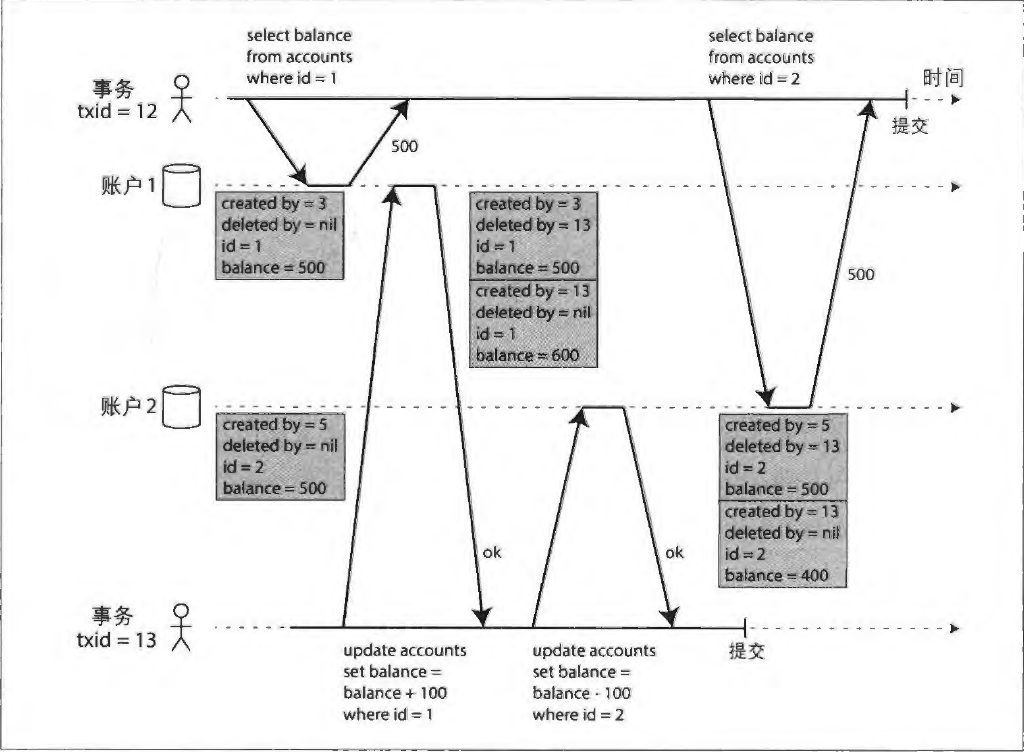 select balance
from accounts
where id = 1
select balance
from accounts
where id = 2
事务
txid = 12
时间
提交
500
账户1
created by = 3
deleted by = nil
id = 1
balance = 500
created by = 3
deleted by = 13
id = 1
balance = 500
created by = 13
deleted by = nil
id = 1
balance = 600
500
账户2
created by = 5
deleted by = nil
id = 2
balance = 500
created by = 5
deleted by = 13
id = 2
balance = 500
created by = 13
deleted by = nil
id = 2
balance = 400
ok
ok
事务
txid = 13
提交
update accounts
set balance =
balance + 100
where id = 1
update accounts
set balance =
balance - 100
where id = 2